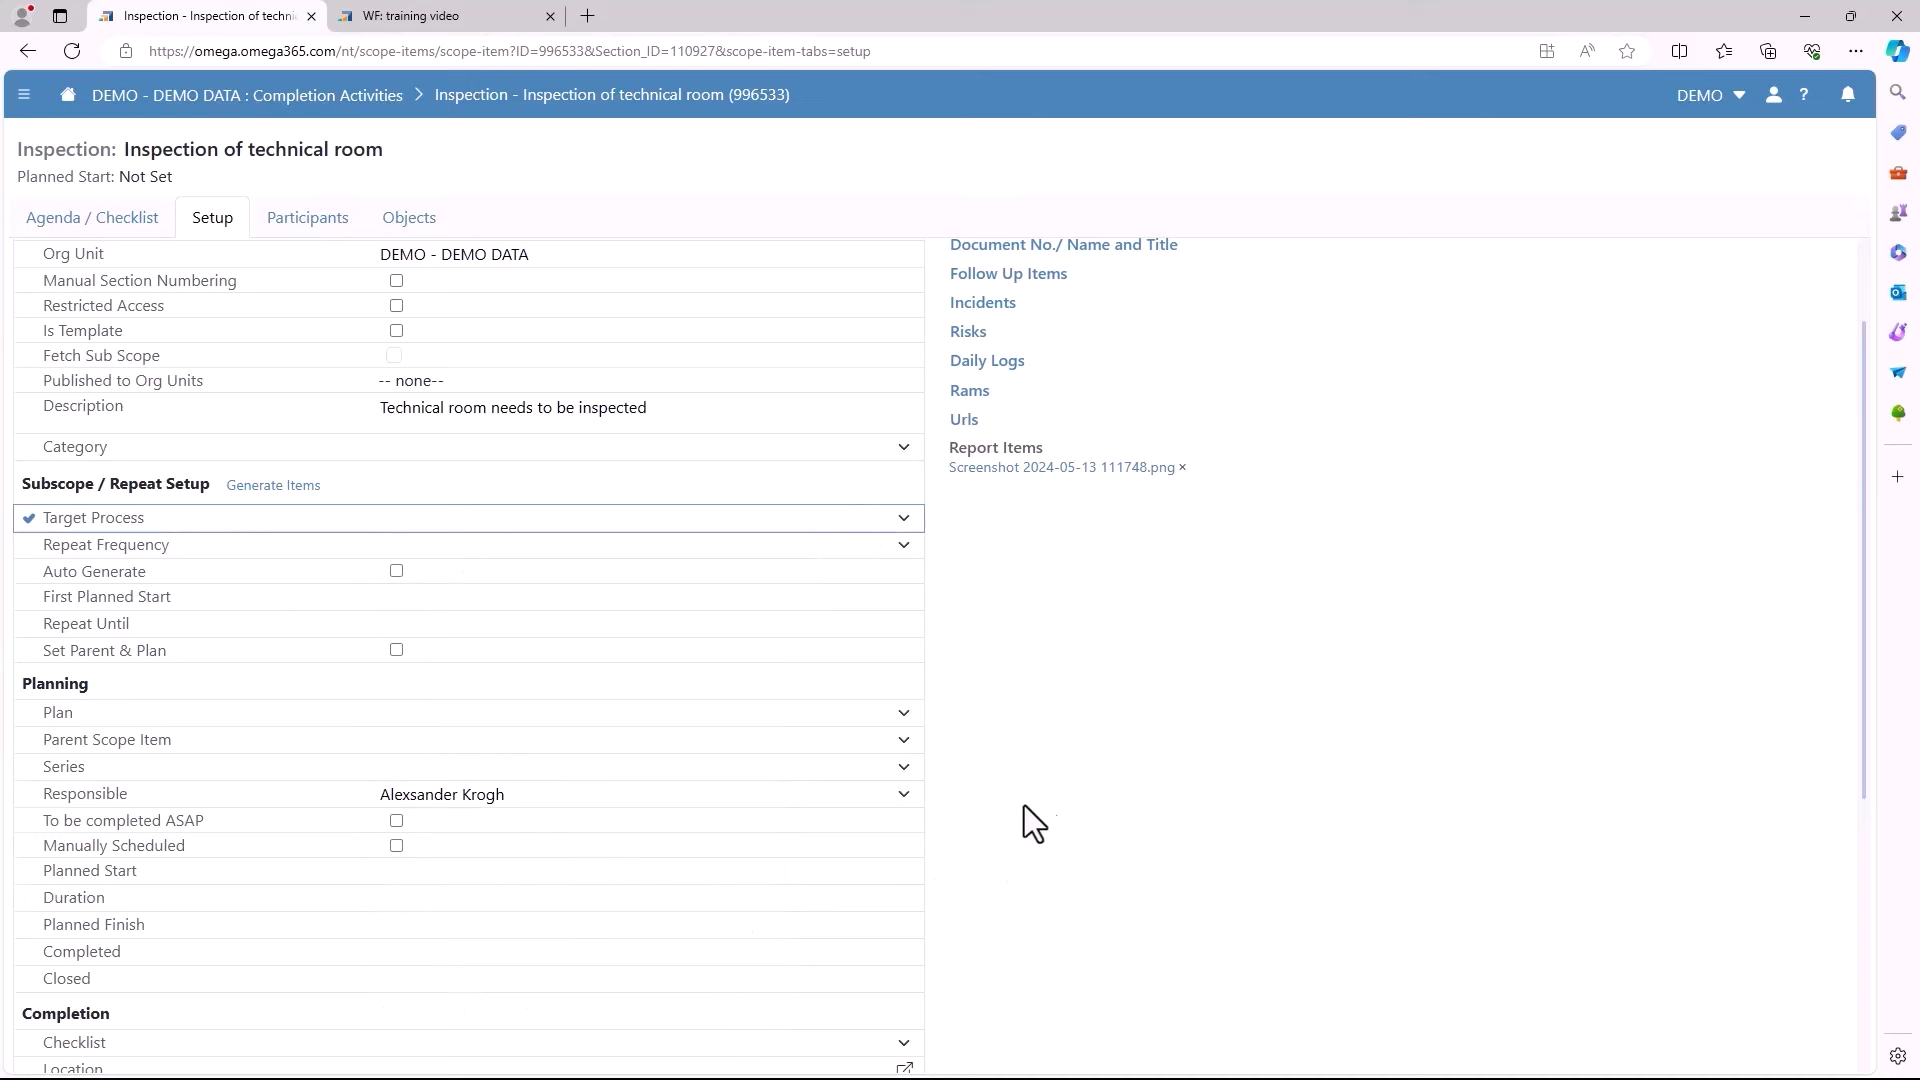 Inspection - Inspection of techni
WF: training video
https://omega.omega365.com/nt/scope-items/scope-item?ID=996533&Section_ID=110927&scope-item-tabs=setup
DEMO - DEMO DATA : Completion Activities > Inspection - Inspection of technical room (996533)
DEMO
?
Inspection: Inspection of technical room
Planned Start: Not Set
Agenda / Checklist
Setup
Participants
Objects
Org Unit DEMO - DEMO DATA
Manual Section Numbering
Restricted Access
Is Template
Fetch Sub Scope
Published to Org Units -- none--
Description Technical room needs to be inspected
Category
Subscope / Repeat Setup Generate Items
Target Process
Repeat Frequency
Auto Generate
First Planned Start
Repeat Until
Set Parent & Plan
Planning
Plan
Parent Scope Item
Series
Responsible Alexsander Krogh
To be completed ASAP
Manually Scheduled
Planned Start
Duration
Planned Finish
Completed
Closed
Completion
Checklist
Location
Document No./ Name and Title
Follow Up Items
Incidents
Risks
Daily Logs
Rams
Urls
Report Items
Screenshot 2024-05-13 111748.png ×